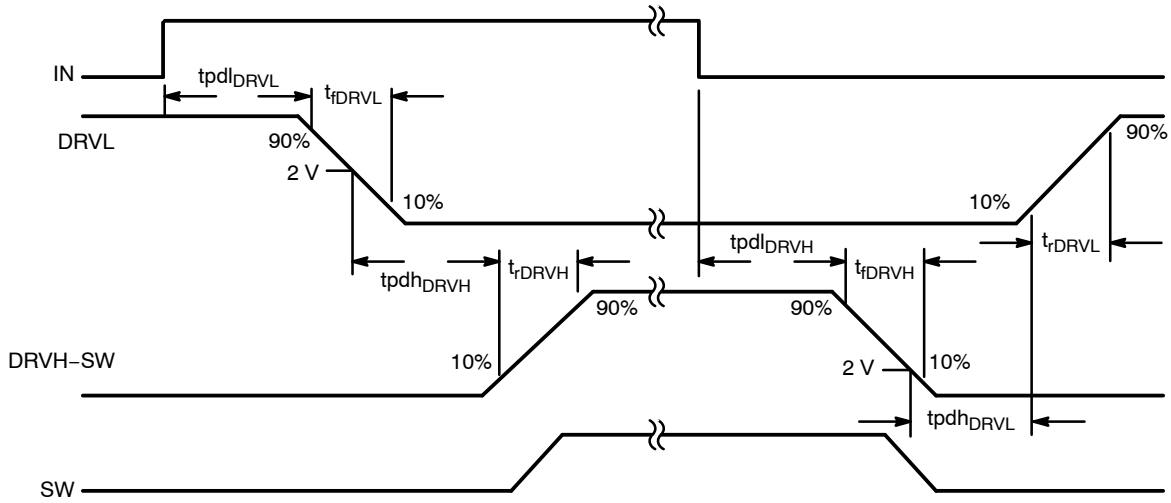 IN
tpdlDRVL
tfDRVL
DRVL
90%
90%
2 V
10%
10%
tpdlDRVH
trDRVL
tpdhDRVH
trDRVH
tfDRVH
90%
90%
DRVH–SW
10%
2 V
10%
tpdhDRVL
SW